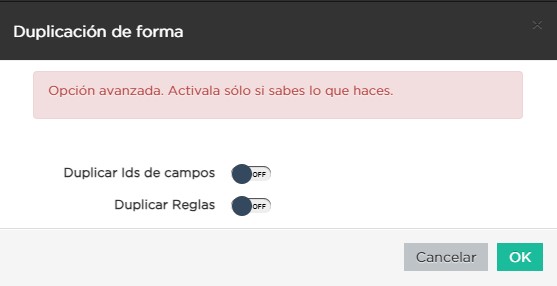 Duplicación de forma
Opción avanzada. Activala sólo si sabes lo que haces.
Duplicar Ids de campos OFF
Duplicar Reglas OFF
Cancelar OK